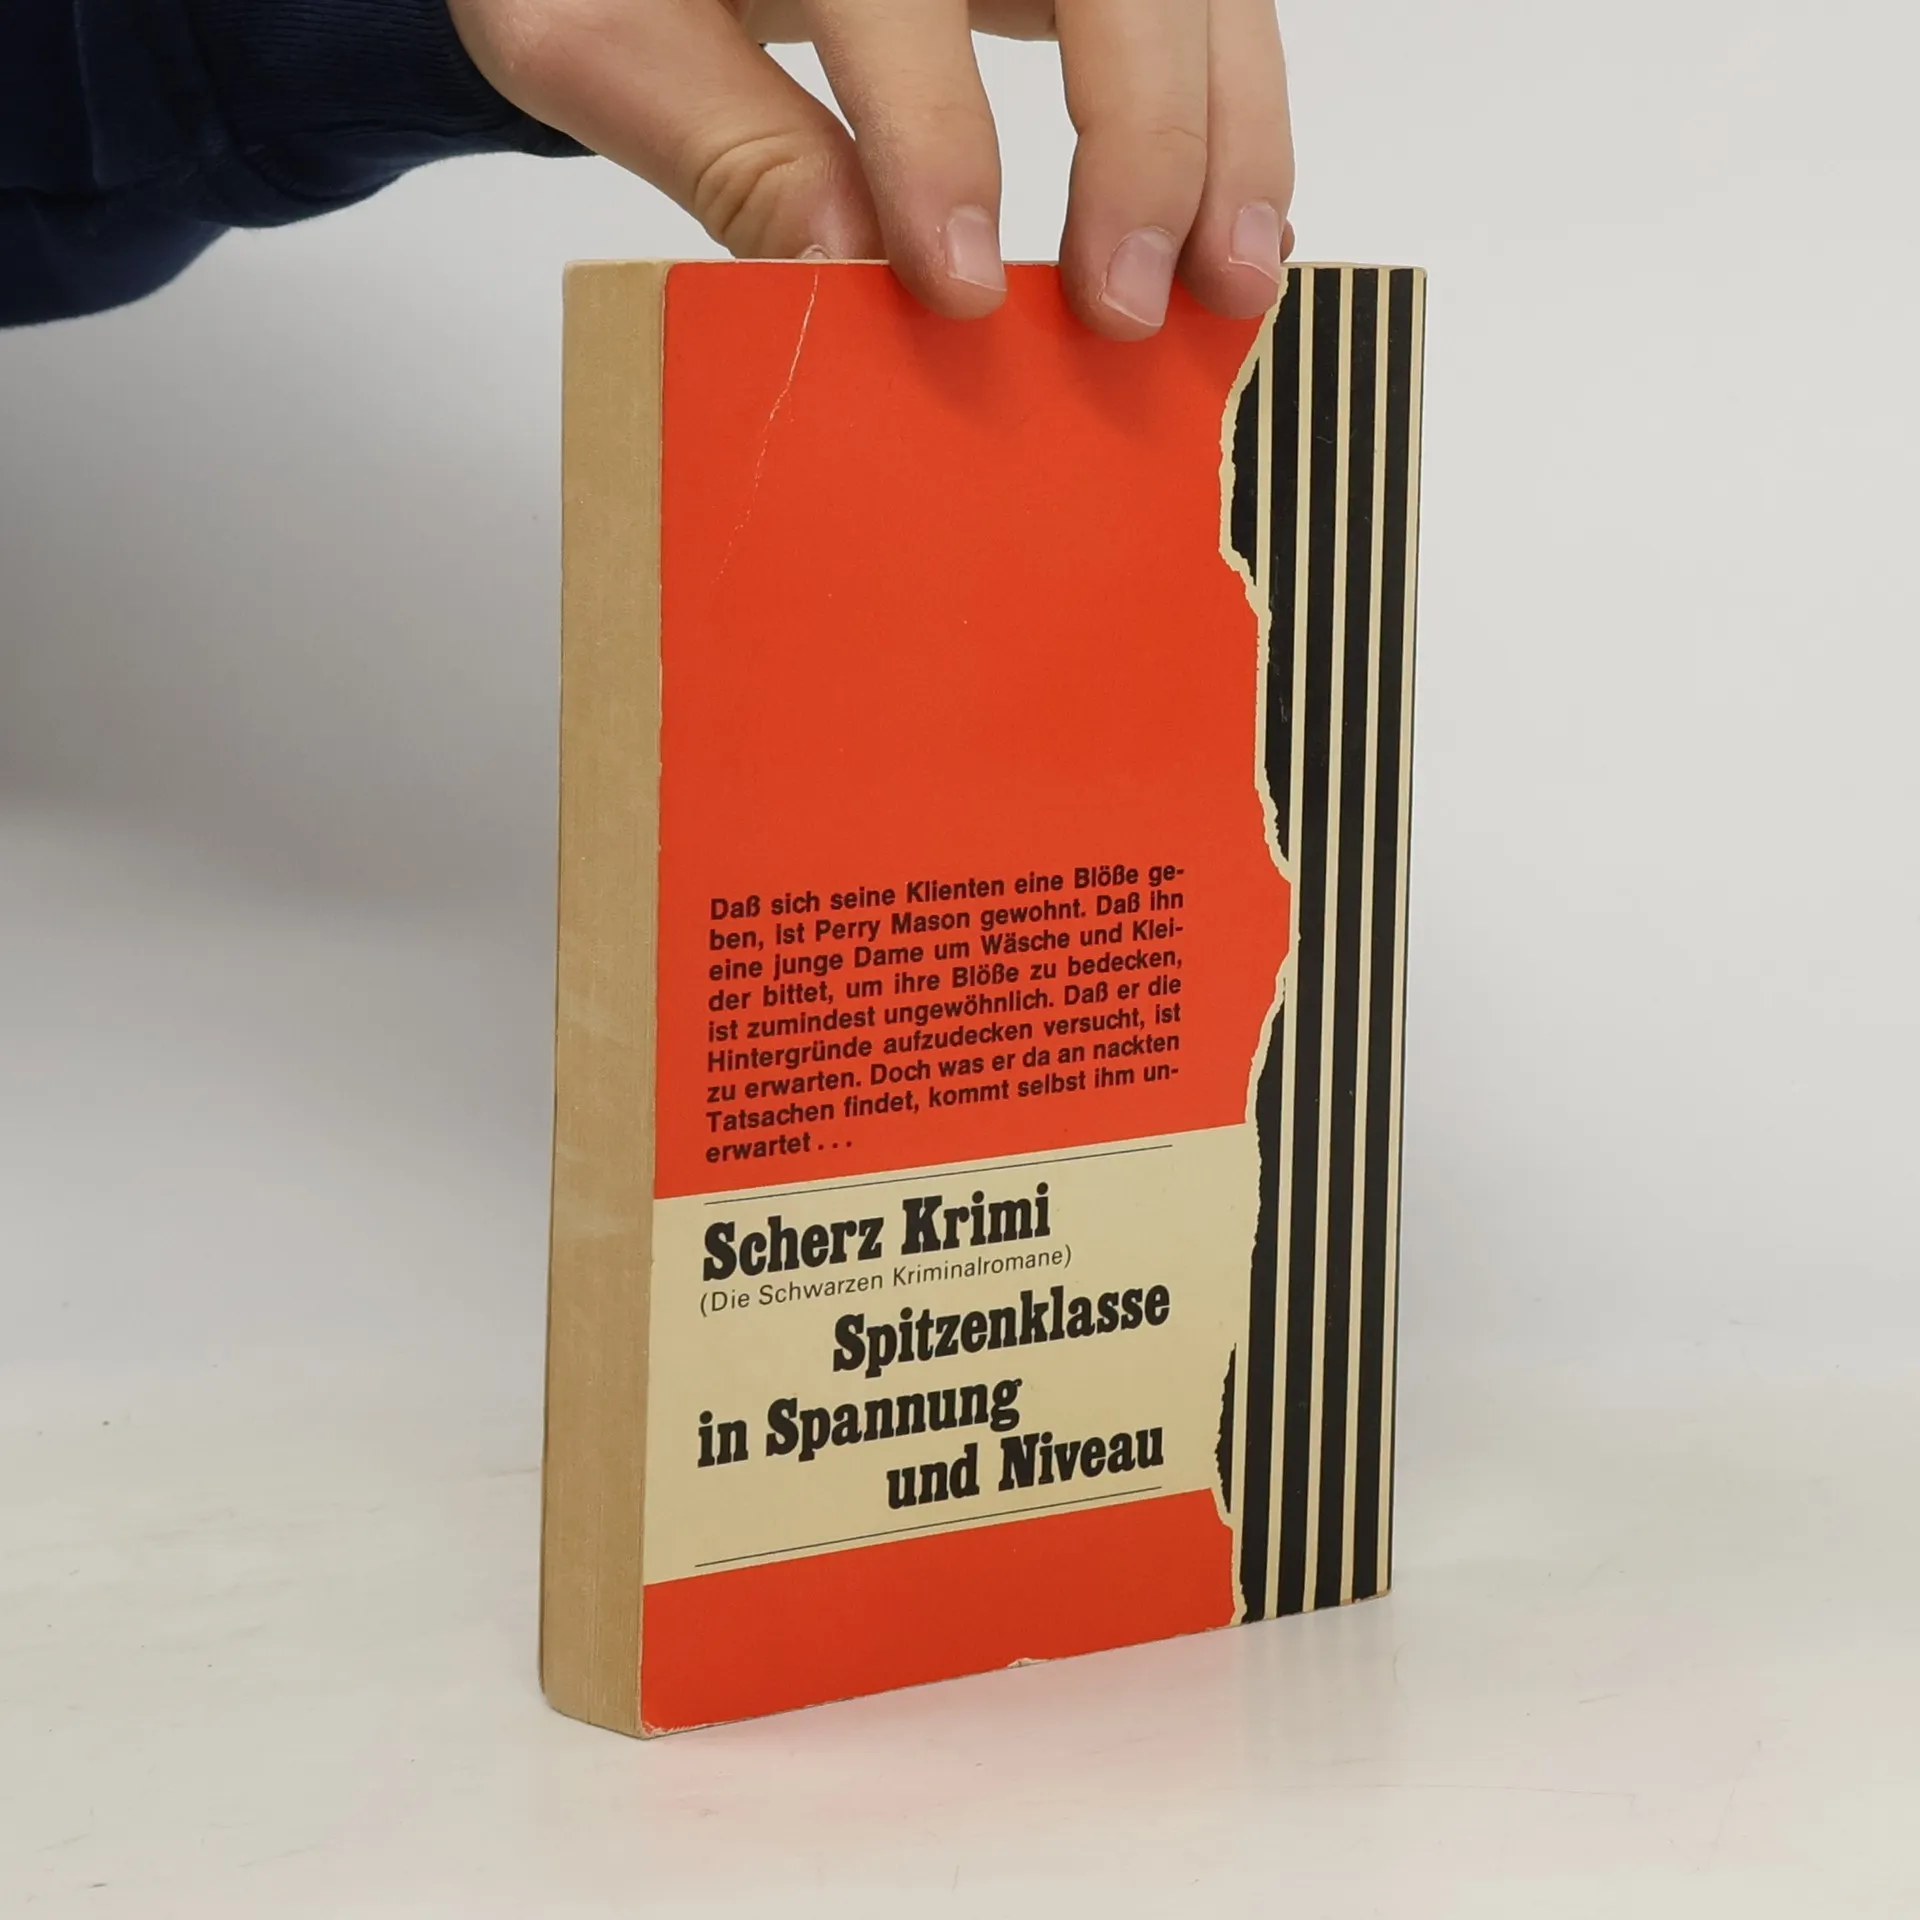 Daß sich seine Klienten eine Blöße ge-
ben, ist Perry Mason gewohnt. Daß ihn
eine junge Dame um Wäsche und Klei-
der bittet, um ihre Blöße zu bedecken,
ist zumindest ungewöhnlich. Daß er die
Hintergründe aufzudecken versucht, ist
zu erwarten. Doch was er da an nackten
Tatsachen findet, kommt selbst ihm un-
erwartet . . .
Scherz Krimi
(Die Schwarzen Kriminalromane)
Spitzenklasse
in Spannung
und Niveau